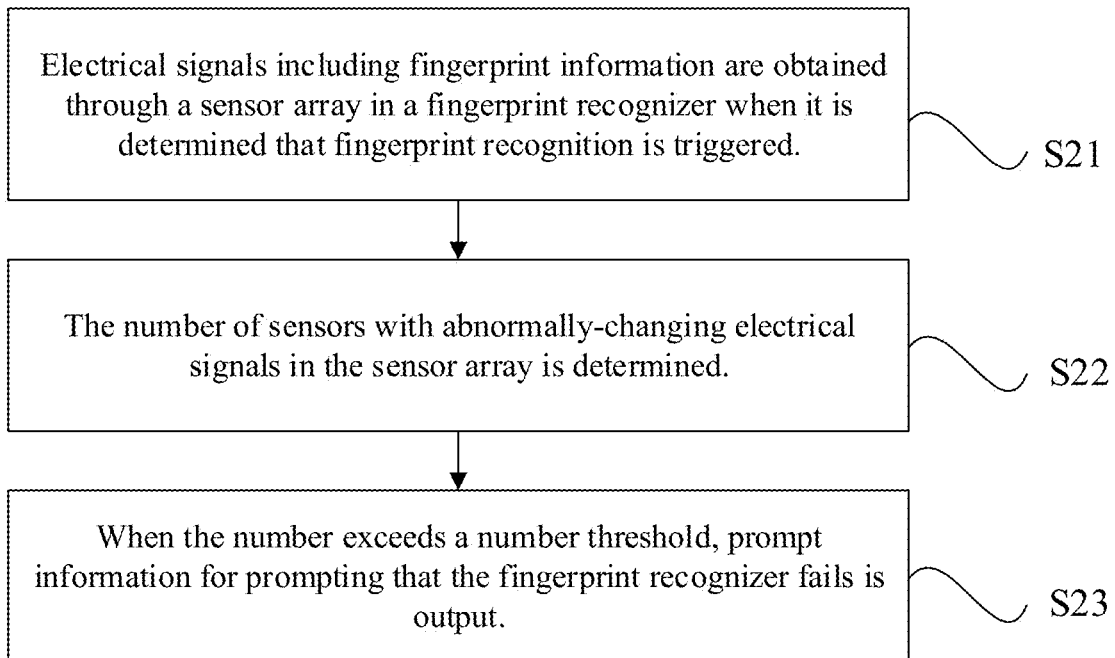 Electrical signals including fingerprint information are obtained
through a sensor array in a fingerprint recognizer when it is
determined that fingerprint recognition is triggered.
S21
The number of sensors with abnormally-changing electrical
signals in the sensor array is determined.
S22
When the number exceeds a number threshold, prompt
information for prompting that the fingerprint recognizer fails is
output.
S23